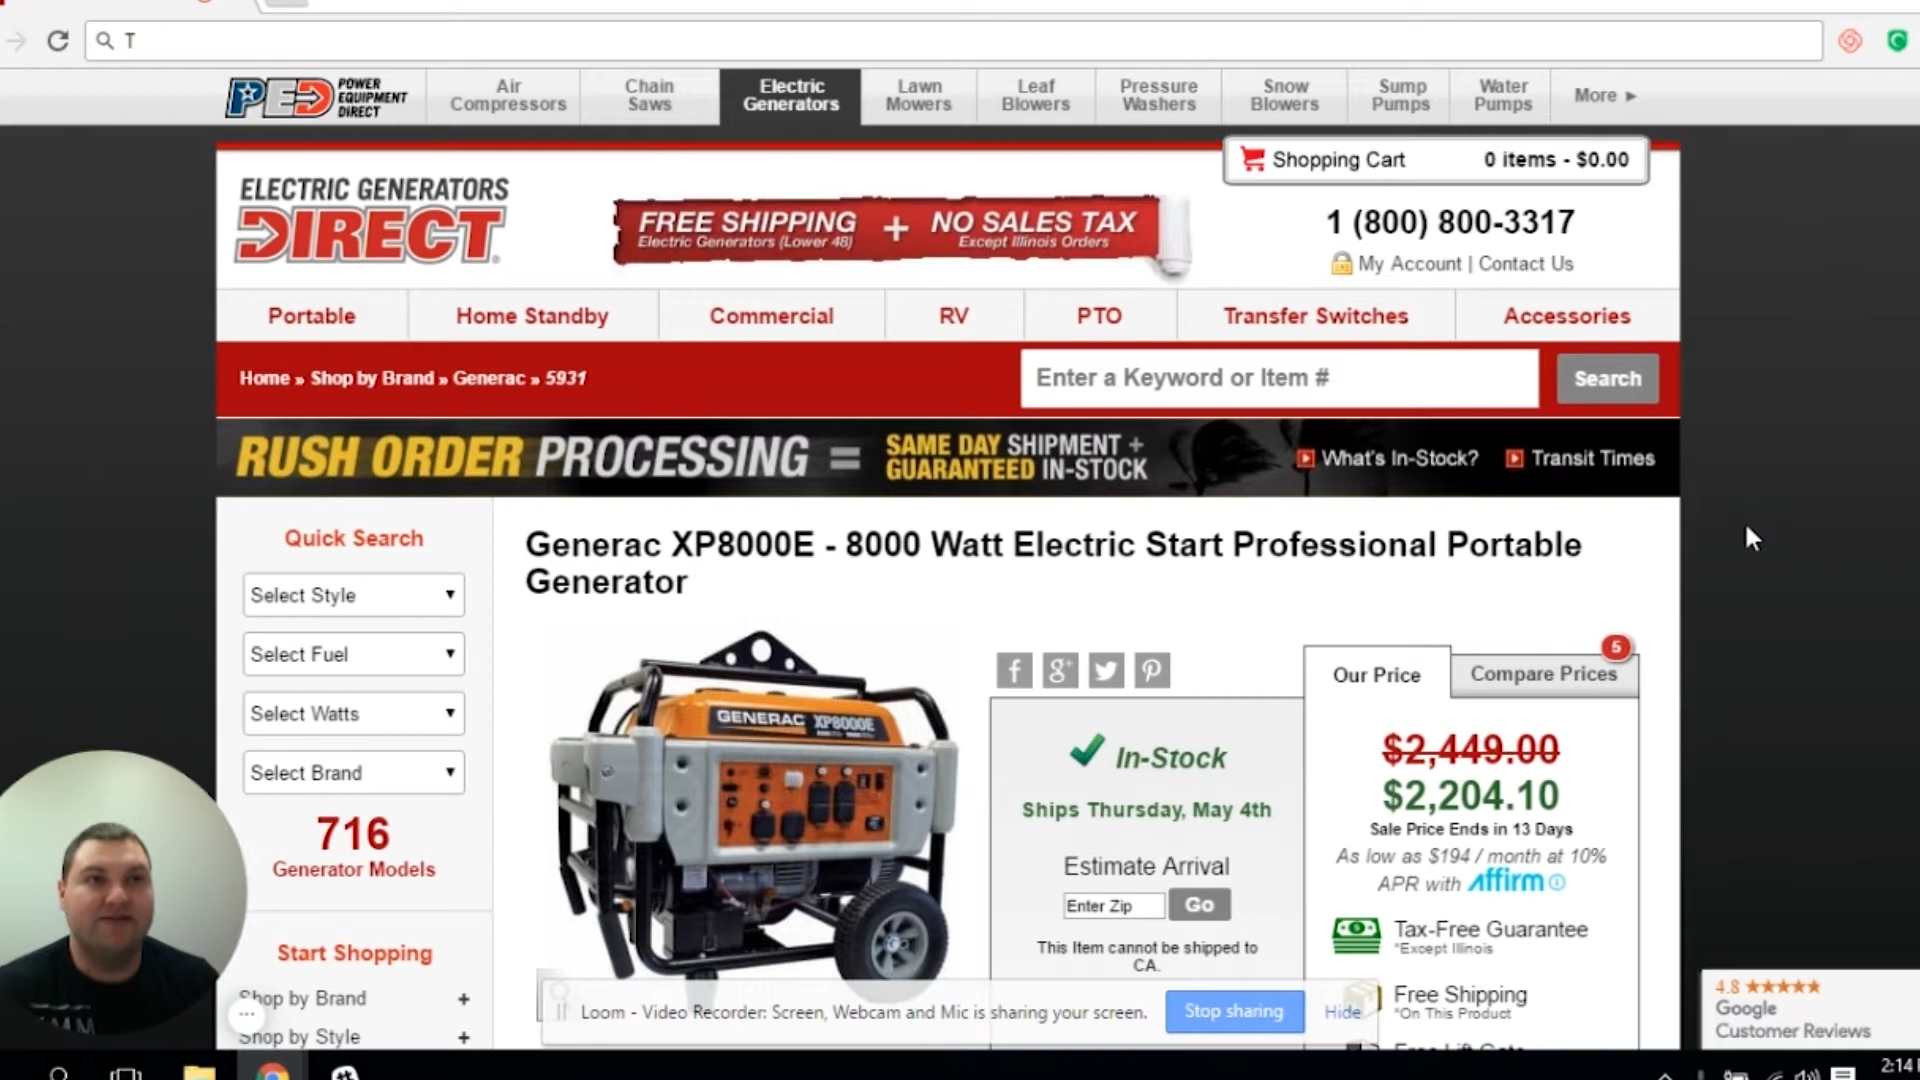 T
PED POWER EQUIPMENT DIRECT
Air Compressors
Chain Saws
Electric Generators
Lawn Mowers
Leaf Blowers
Pressure Washers
Snow Blowers
Sump Pumps
Water Pumps
More ►
Shopping Cart 0 items - $0.00
ELECTRIC GENERATORS
DIRECT
FREE SHIPPING + NO SALES TAX
Electric Generators (Lower 48) Except Illinois Orders
1 (800) 800-3317
My Account | Contact Us
Portable Home Standby Commercial RV PTO Transfer Switches Accessories
Home » Shop by Brand » Generac » 5931
Enter a Keyword or Item # Search
RUSH ORDER PROCESSING =
SAME DAY SHIPMENT +
GUARANTEED IN-STOCK
What's In-Stock? Transit Times
Quick Search
Select Style
Select Fuel
Select Watts
Select Brand
716
Generator Models
Start Shopping
Shop by Brand +
Shop by Style +
Generac XP8000E - 8000 Watt Electric Start Professional Portable
Generator
GENERAC XP8000E
f g+
In-Stock
Ships Thursday, May 4th
Estimate Arrival
Enter Zip Go
This Item cannot be shipped to
CA.
Our Price
Compare Prices 5
$2,449.00
$2,204.10
Sale Price Ends in 13 Days
As low as $194 / month at 10%
APR with affirm
Tax-Free Guarantee
*Except Illinois
Free Shipping
*On This Product
Loom - Video Recorder: Screen, Webcam and Mic is sharing your screen. Stop sharing Hide
4.8 ★★★★★
Google
Customer Reviews
2:14